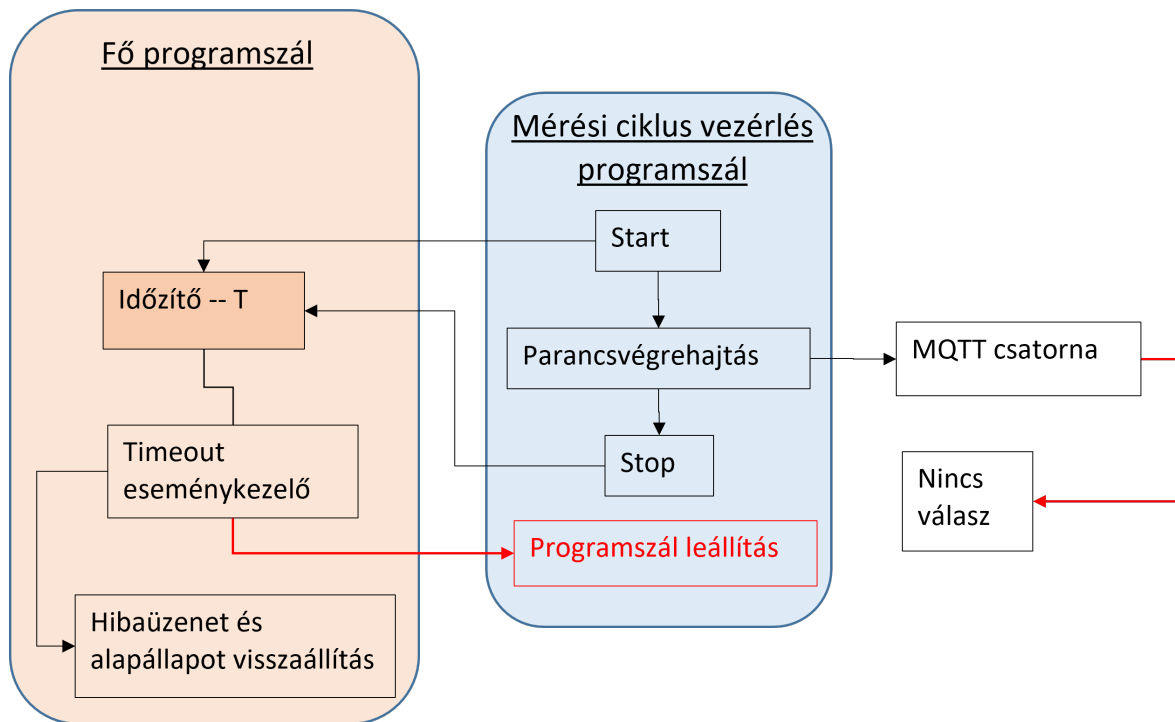 Fő programszál
Mérési ciklus vezérlés
programszál
Start
Időzítő -- T
Parancsvégrehajtás
MQTT csatorna
Timeout
eseménykezelő
Stop
Nincs
válasz
Programszál leállítás
Hibaüzenet és
alapállapot visszaállítás